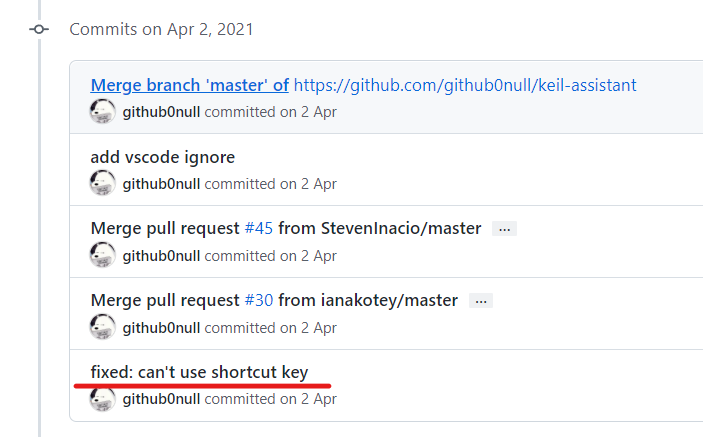 Commits on Apr 2, 2021
Merge branch 'master' of https://github.com/github0null/keil-assistant
github0null committed on 2 Apr
add vscode ignore
github0null committed on 2 Apr
Merge pull request #45 from StevenInacio/master ...
github0null committed on 2 Apr
Merge pull request #30 from ianakotey/master ...
github0null committed on 2 Apr
fixed: can't use shortcut key
github0null committed on 2 Apr